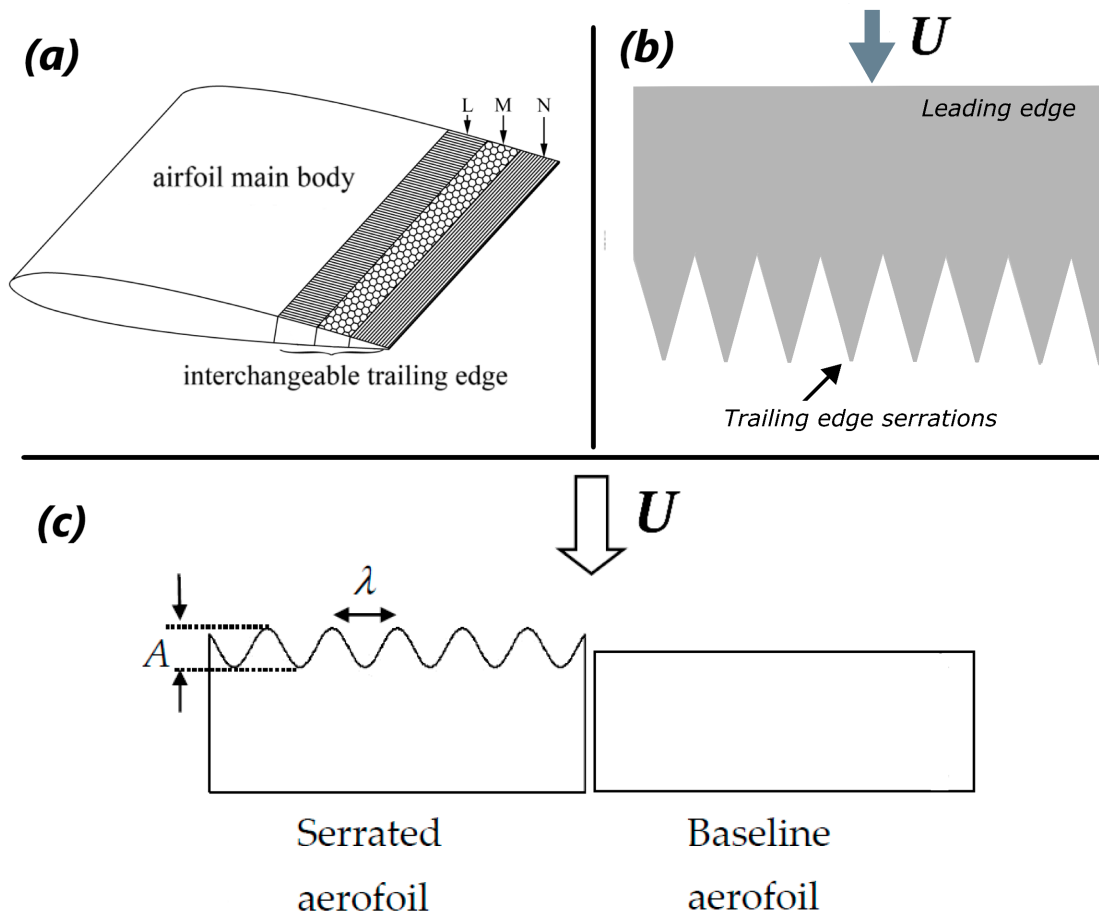 (a)
L M N
airfoil main body
interchangeable trailing edge
(b)
U
Leading edge
Trailing edge serrations
(c)
U
λ
A
Serrated
aerofoil
Baseline
aerofoil